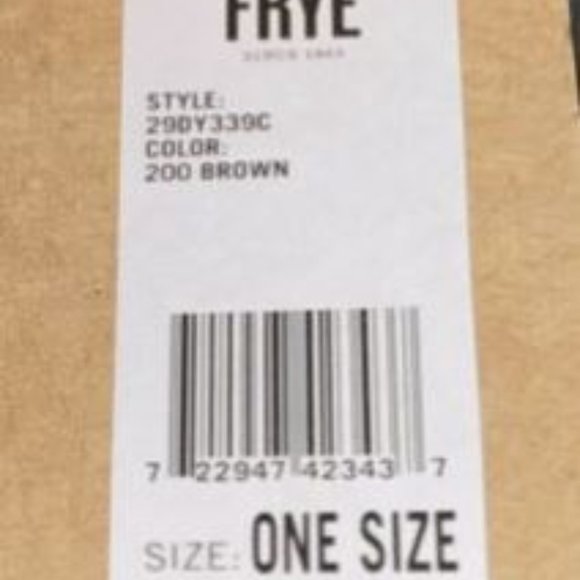 FRYE
SINCE 1863
STYLE:
29DY339C
COLOR:
200 BROWN
7 22947 42343 7
SIZE: ONE SIZE